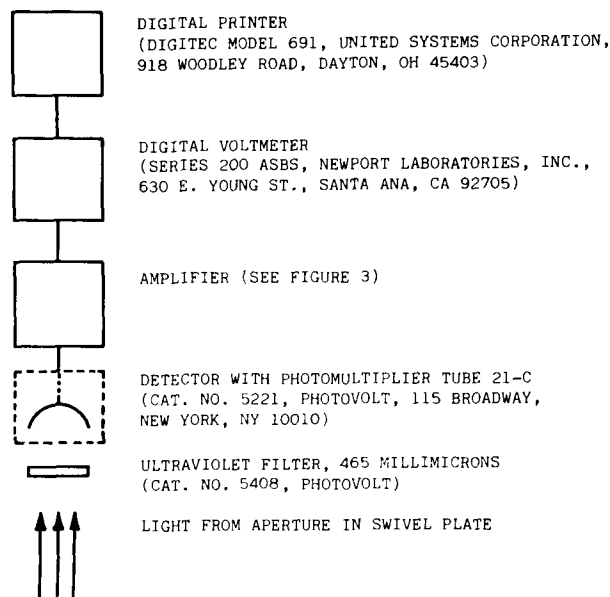 DIGITAL PRINTER
(DIGITEC MODEL 691, UNITED SYSTEMS CORPORATION,
918 WOODLEY ROAD, DAYTON, OH 45403)
DIGITAL VOLTMETER
(SERIES 200 ASBS, NEWPORT LABORATORIES, INC.,
630 E. YOUNG ST., SANTA ANA, CA 92705)
AMPLIFIER (SEE FIGURE 3)
DETECTOR WITH PHOTOMULTIPLIER TUBE 21-C
(CAT. NO. 5221, PHOTOVOLT, 115 BROADWAY,
NEW YORK, NY 10010)
ULTRAVIOLET FILTER, 465 MILLIMICRONS
(CAT. NO. 5408, PHOTOVOLT)
LIGHT FROM APERTURE IN SWIVEL PLATE